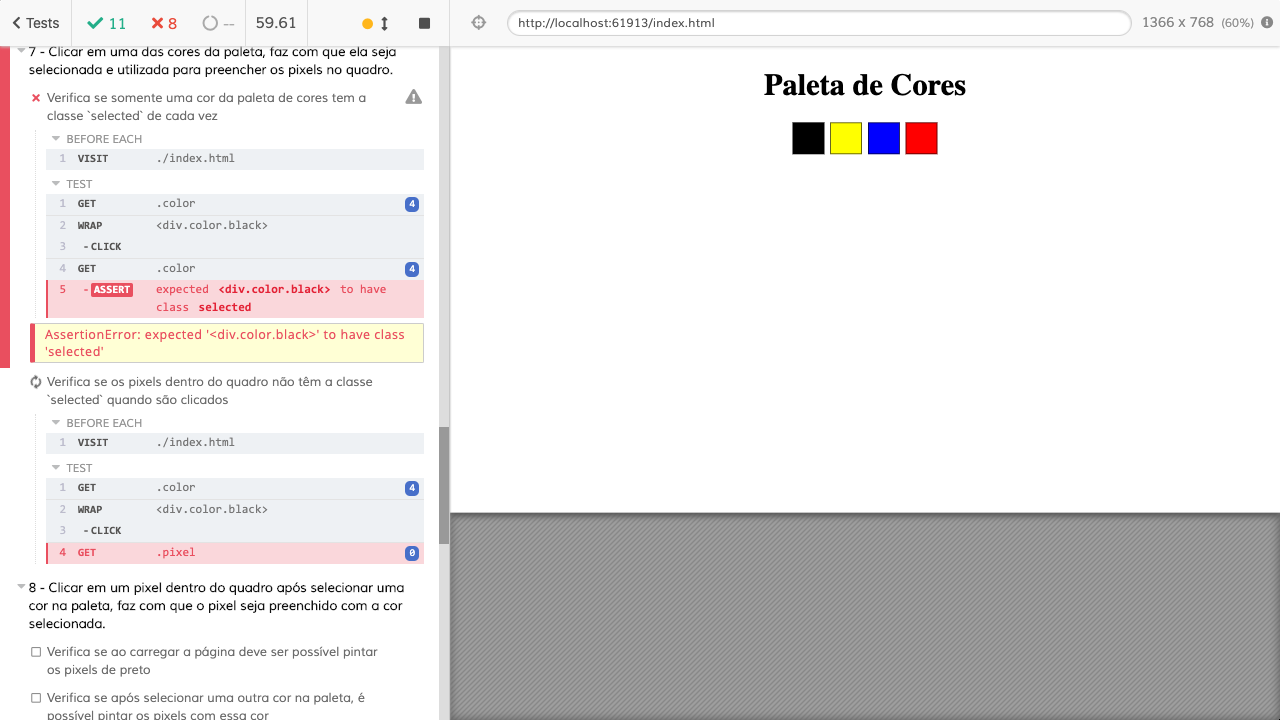 Tests
11
8
--
59.61
http://localhost:61913/index.html
1366 x 768 (60%)
7 - Clicar em uma das cores da paleta, faz com que ela seja
selecionada e utilizada para preencher os pixels no quadro.
Verifica se somente uma cor da paleta de cores tem a
classe `selected` de cada vez
BEFORE EACH
1 VISIT ./index.html
TEST
1 GET .color 4
2 WRAP <div.color.black>
3 -CLICK
4 GET .color 4
5 -ASSERT expected <div.color.black> to have
class selected
AssertionError: expected '<div.color.black>' to have class
'selected'
Verifica se os pixels dentro do quadro não têm a classe
`selected` quando são clicados
BEFORE EACH
1 VISIT ./index.html
TEST
1 GET .color 4
2 WRAP <div.color.black>
3 -CLICK
4 GET .pixel 0
8 - Clicar em um pixel dentro do quadro após selecionar uma
cor na paleta, faz com que o pixel seja preenchido com a cor
selecionada.
Verifica se ao carregar a página deve ser possível pintar
os pixels de preto
Verifica se após selecionar uma outra cor na paleta, é
possível pintar os pixels com essa cor
Paleta de Cores